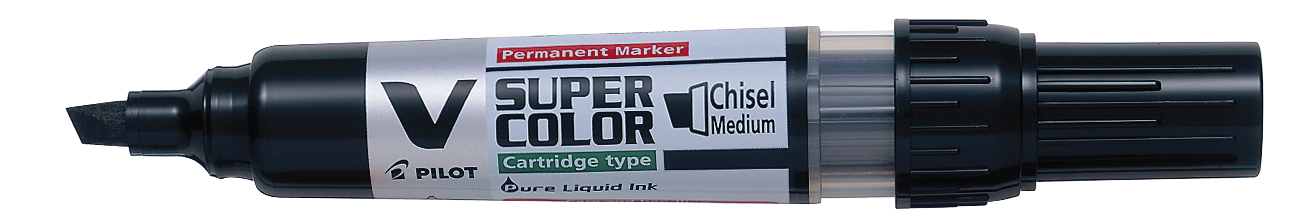 Permanent Marker
V SUPER
COLOR
Chisel
Medium
Cartridge type
PILOT
Pure Liquid Ink